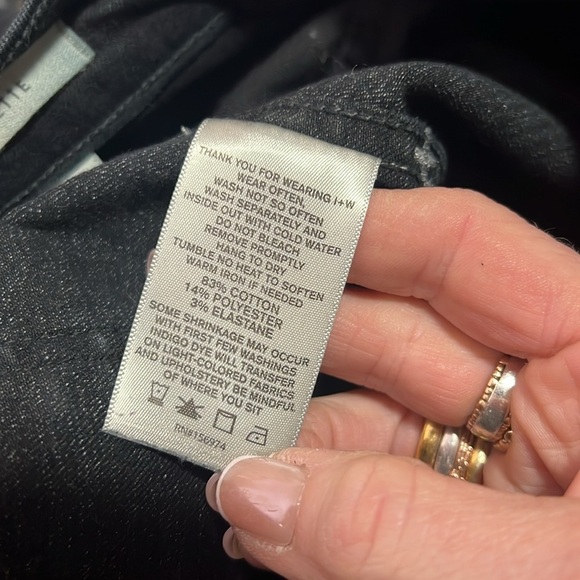 THANK YOU FOR WEARING I+W
WEAR OFTEN,
WASH NOT SO OFTEN
WASH SEPARATELY AND
INSIDE OUT WITH COLD WATER
DO NOT BLEACH
REMOVE PROMPTLY
HANG TO DRY
TUMBLE NO HEAT TO SOFTEN
WARM IRON IF NEEDED
83% COTTON
14% POLYESTER
3% ELASTANE
SOME SHRINKAGE MAY OCCUR
WITH FIRST FEW WASHINGS
INDIGO DYE WILL TRANSFER
ON LIGHT-COLORED FABRICS
AND UPHOLSTERY BE MINDFUL
OF WHERE YOU SIT
RN#156974